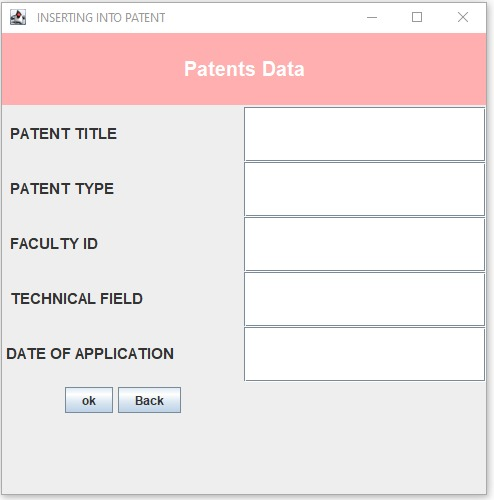 INSERTING INTO PATENT
Patents Data
PATENT TITLE
PATENT TYPE
FACULTY ID
TECHNICAL FIELD
DATE OF APPLICATION
ok Back